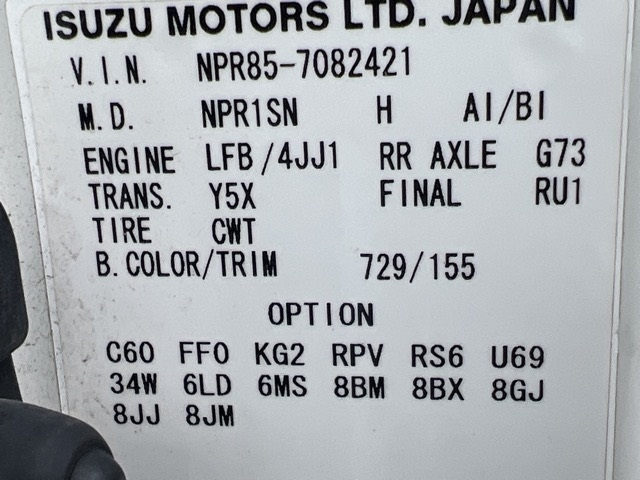 ISUZU MOTORS LTD. JAPAN
V.I.N. NPR85-7082421
M.D. NPR1SN H AI/BI
ENGINE LFB/4JJ1 RR AXLE G73
TRANS. Y5X FINAL RU1
TIRE CWT
B.COLOR/TRIM 729/155
OPTION
C60 FF0 KG2 RPV RS6 U69
34W 6LD 6MS 8BM 8BX 8GJ
8JJ 8JM